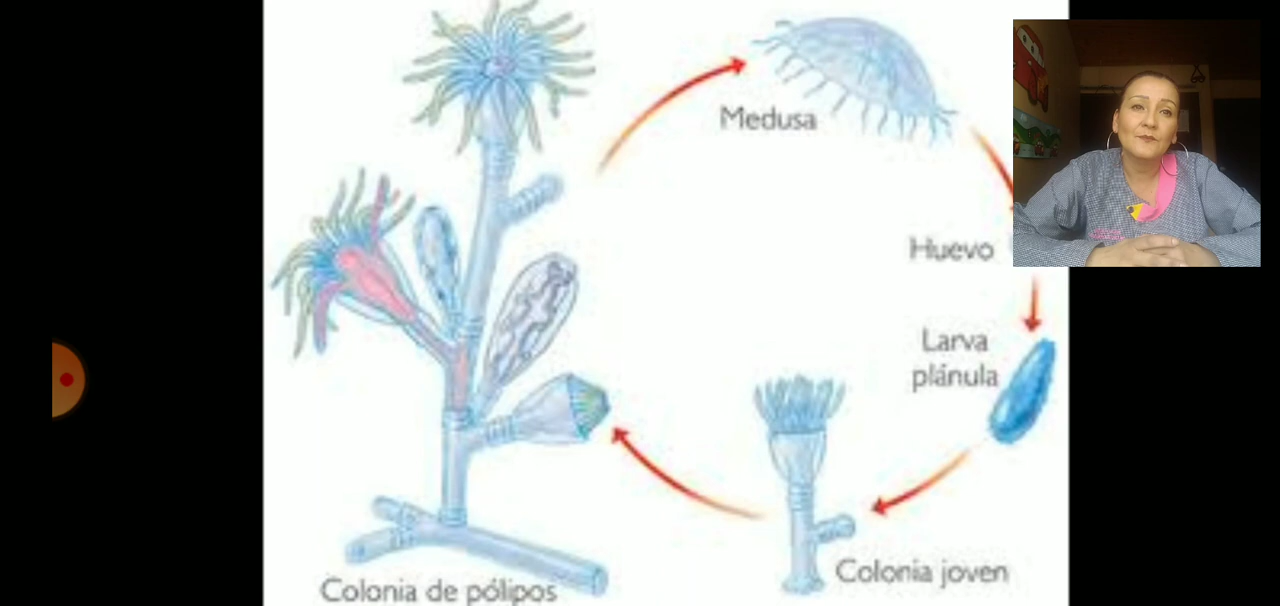 Medusa
Huevo
Larva
plánula
Colonia joven
Colonia de pólipos